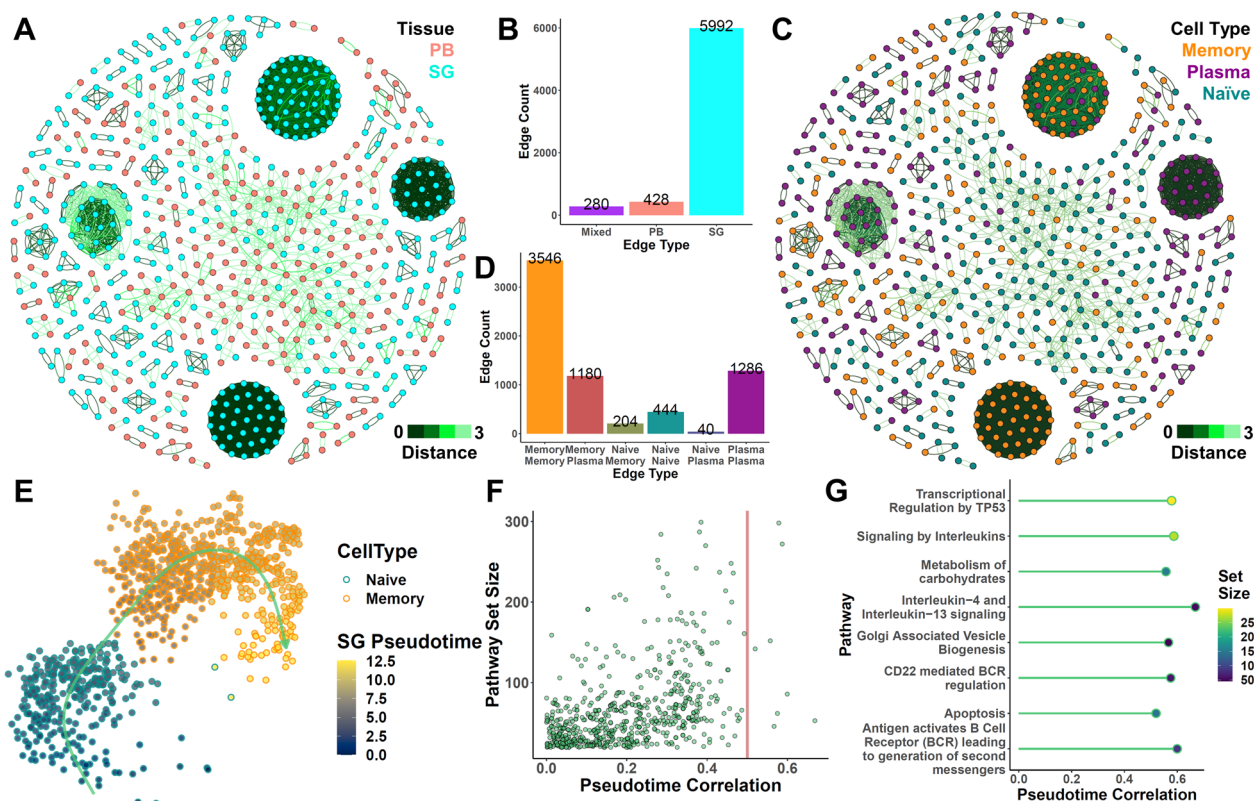 A
Tissue
PB
SG
0
3
Distance
B
Edge Count
6000
4000
2000
0
280
428
5992
Mixed
PB
SG
Edge Type
C
Cell Type
Memory
Plasma
Naïve
0
3
Distance
D
Edge Count
3000
2000
1000
0
3546
1180
204
444
40
1286
Memory Memory Naive Naive Naive Plasma
Memory Plasma Memory Naive Plasma Plasma
Edge Type
E
CellType
Naive
Memory
SG Pseudotime
12.5
10.0
7.5
5.0
2.5
0.0
F
Pathway Set Size
300
200
100
0.0
0.2
0.4
0.6
Pseudotime Correlation
G
Pathway
Transcriptional
Regulation by TP53
Signaling by Interleukins
Metabolism of
carbohydrates
Interleukin−4 and
Interleukin−13 signaling
Golgi Associated Vesicle
Biogenesis
CD22 mediated BCR
regulation
Apoptosis
Antigen activates B Cell
Receptor (BCR) leading
to generation of second
messengers
0.0
0.2
0.4
0.6
Pseudotime Correlation
Set
Size
25
10
15
50